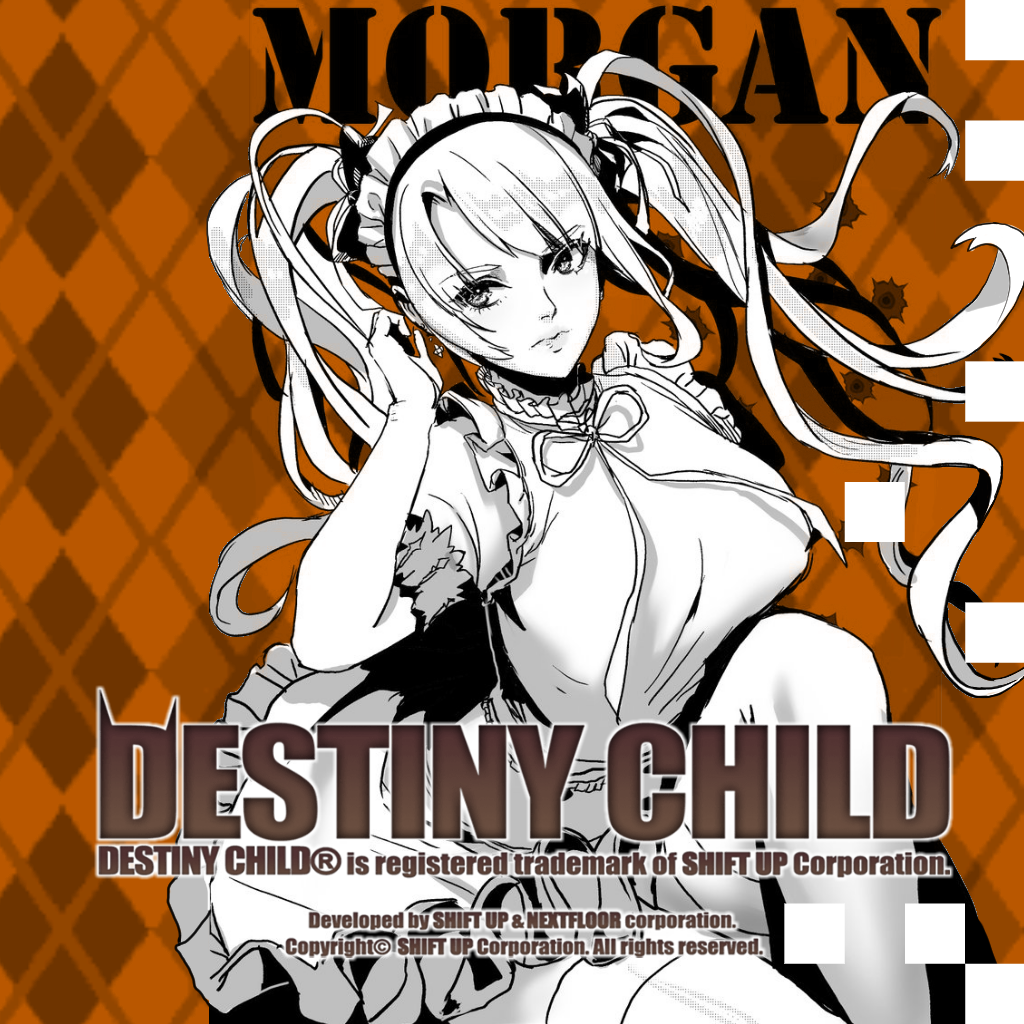 MORGAN
DESTINY CHILD
DESTINY CHILD® is registered trademark of SHIFT UP Corporation.
Developed by SHIFT UP & NEXTFLOOR corporation.
Copyright© SHIFT UP Corporation. All rights reserved.